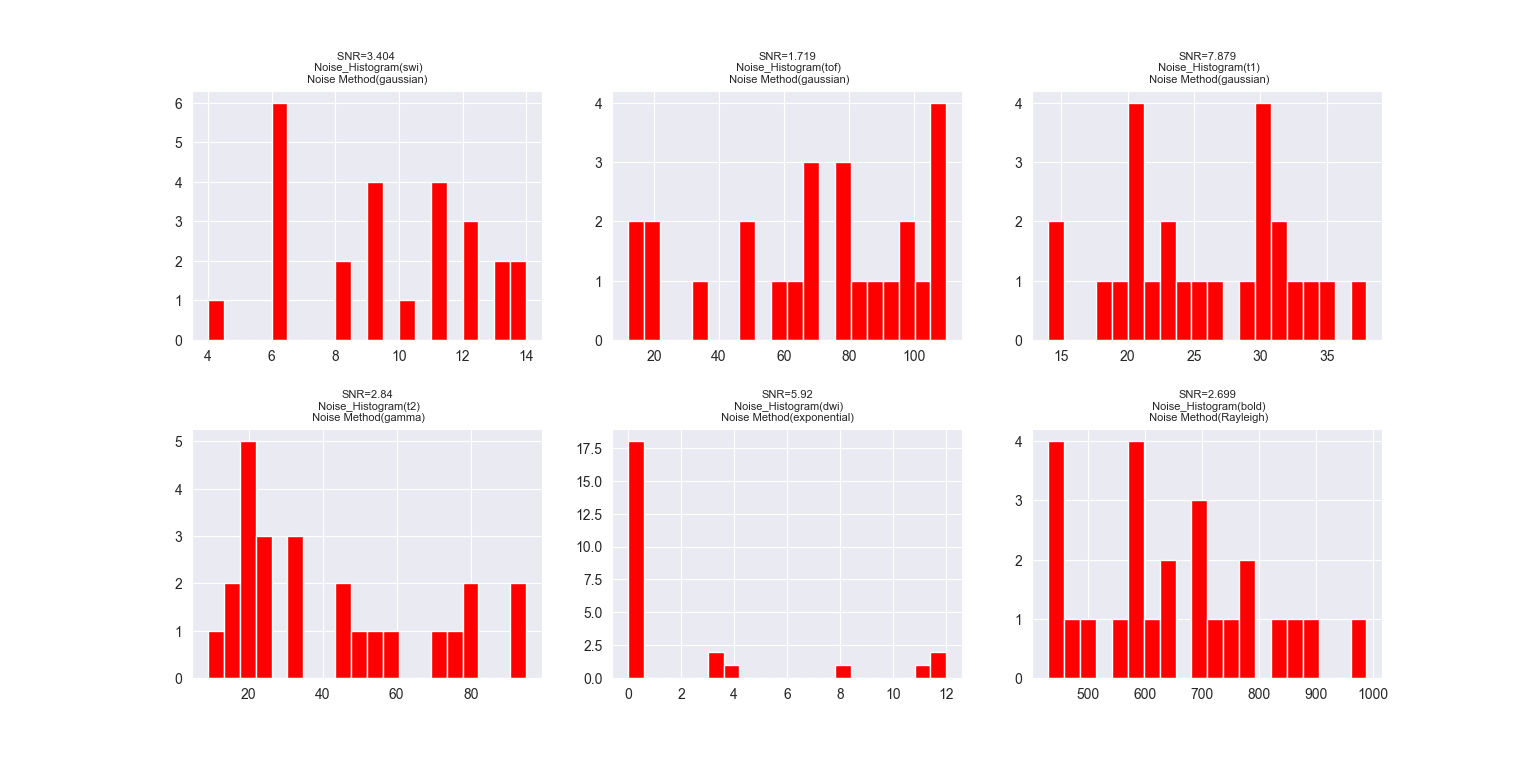 SNR=3.404
Noise_Histogram(swi)
Noise Method(gaussian)
6
5
4
3
2
1
0
4 6 8 10 12 14
SNR=1.719
Noise_Histogram(tof)
Noise Method(gaussian)
4
3
2
1
0
20 40 60 80 100
SNR=7.879
Noise_Histogram(t1)
Noise Method(gaussian)
4
3
2
1
0
15 20 25 30 35
SNR=2.84
Noise_Histogram(t2)
Noise Method(gamma)
5
4
3
2
1
0
20 40 60 80
SNR=5.92
Noise_Histogram(dwi)
Noise Method(exponential)
17.5
15.0
12.5
10.0
7.5
5.0
2.5
0.0
0 2 4 6 8 10 12
SNR=2.699
Noise_Histogram(bold)
Noise Method(Rayleigh)
4
3
2
1
0
500 600 700 800 900 1000